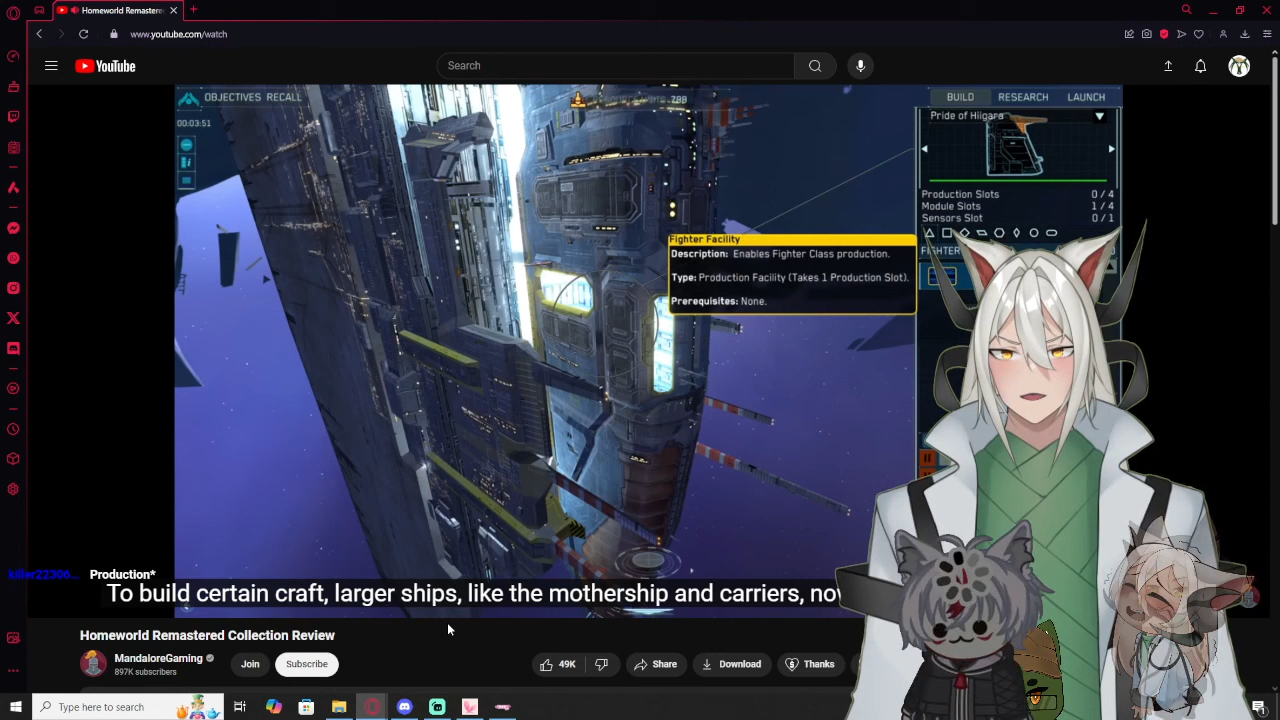 Homeworld Remastere
www.youtube.com/watch
YouTube
Search
OBJECTIVES RECALL
00:03:51
BUILD RESEARCH LAUNCH
Pride of Hiigara
Production Slots 0 / 4
Module Slots 1 / 4
Sensors Slot 0 / 1
FIGHTER
Fighter Facility
Description: Enables Fighter Class production.
Type: Production Facility (Takes 1 Production Slot).
Prerequisites: None.
killer22306... Production*
To build certain craft, larger ships, like the mothership and carriers, no
Homeworld Remastered Collection Review
MandaloreGaming
897K subscribers
Join
Subscribe
49K
Share
Download
Thanks
Type here to search
1